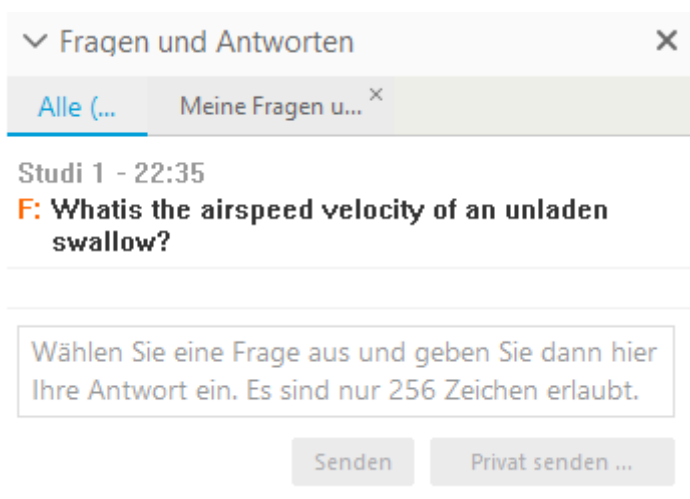 Fragen und Antworten
Alle (...
Meine Fragen u...
Studi 1 - 22:35
F: Whatis the airspeed velocity of an unladen
swallow?
Wählen Sie eine Frage aus und geben Sie dann hier
Ihre Antwort ein. Es sind nur 256 Zeichen erlaubt.
Senden
Privat senden ...